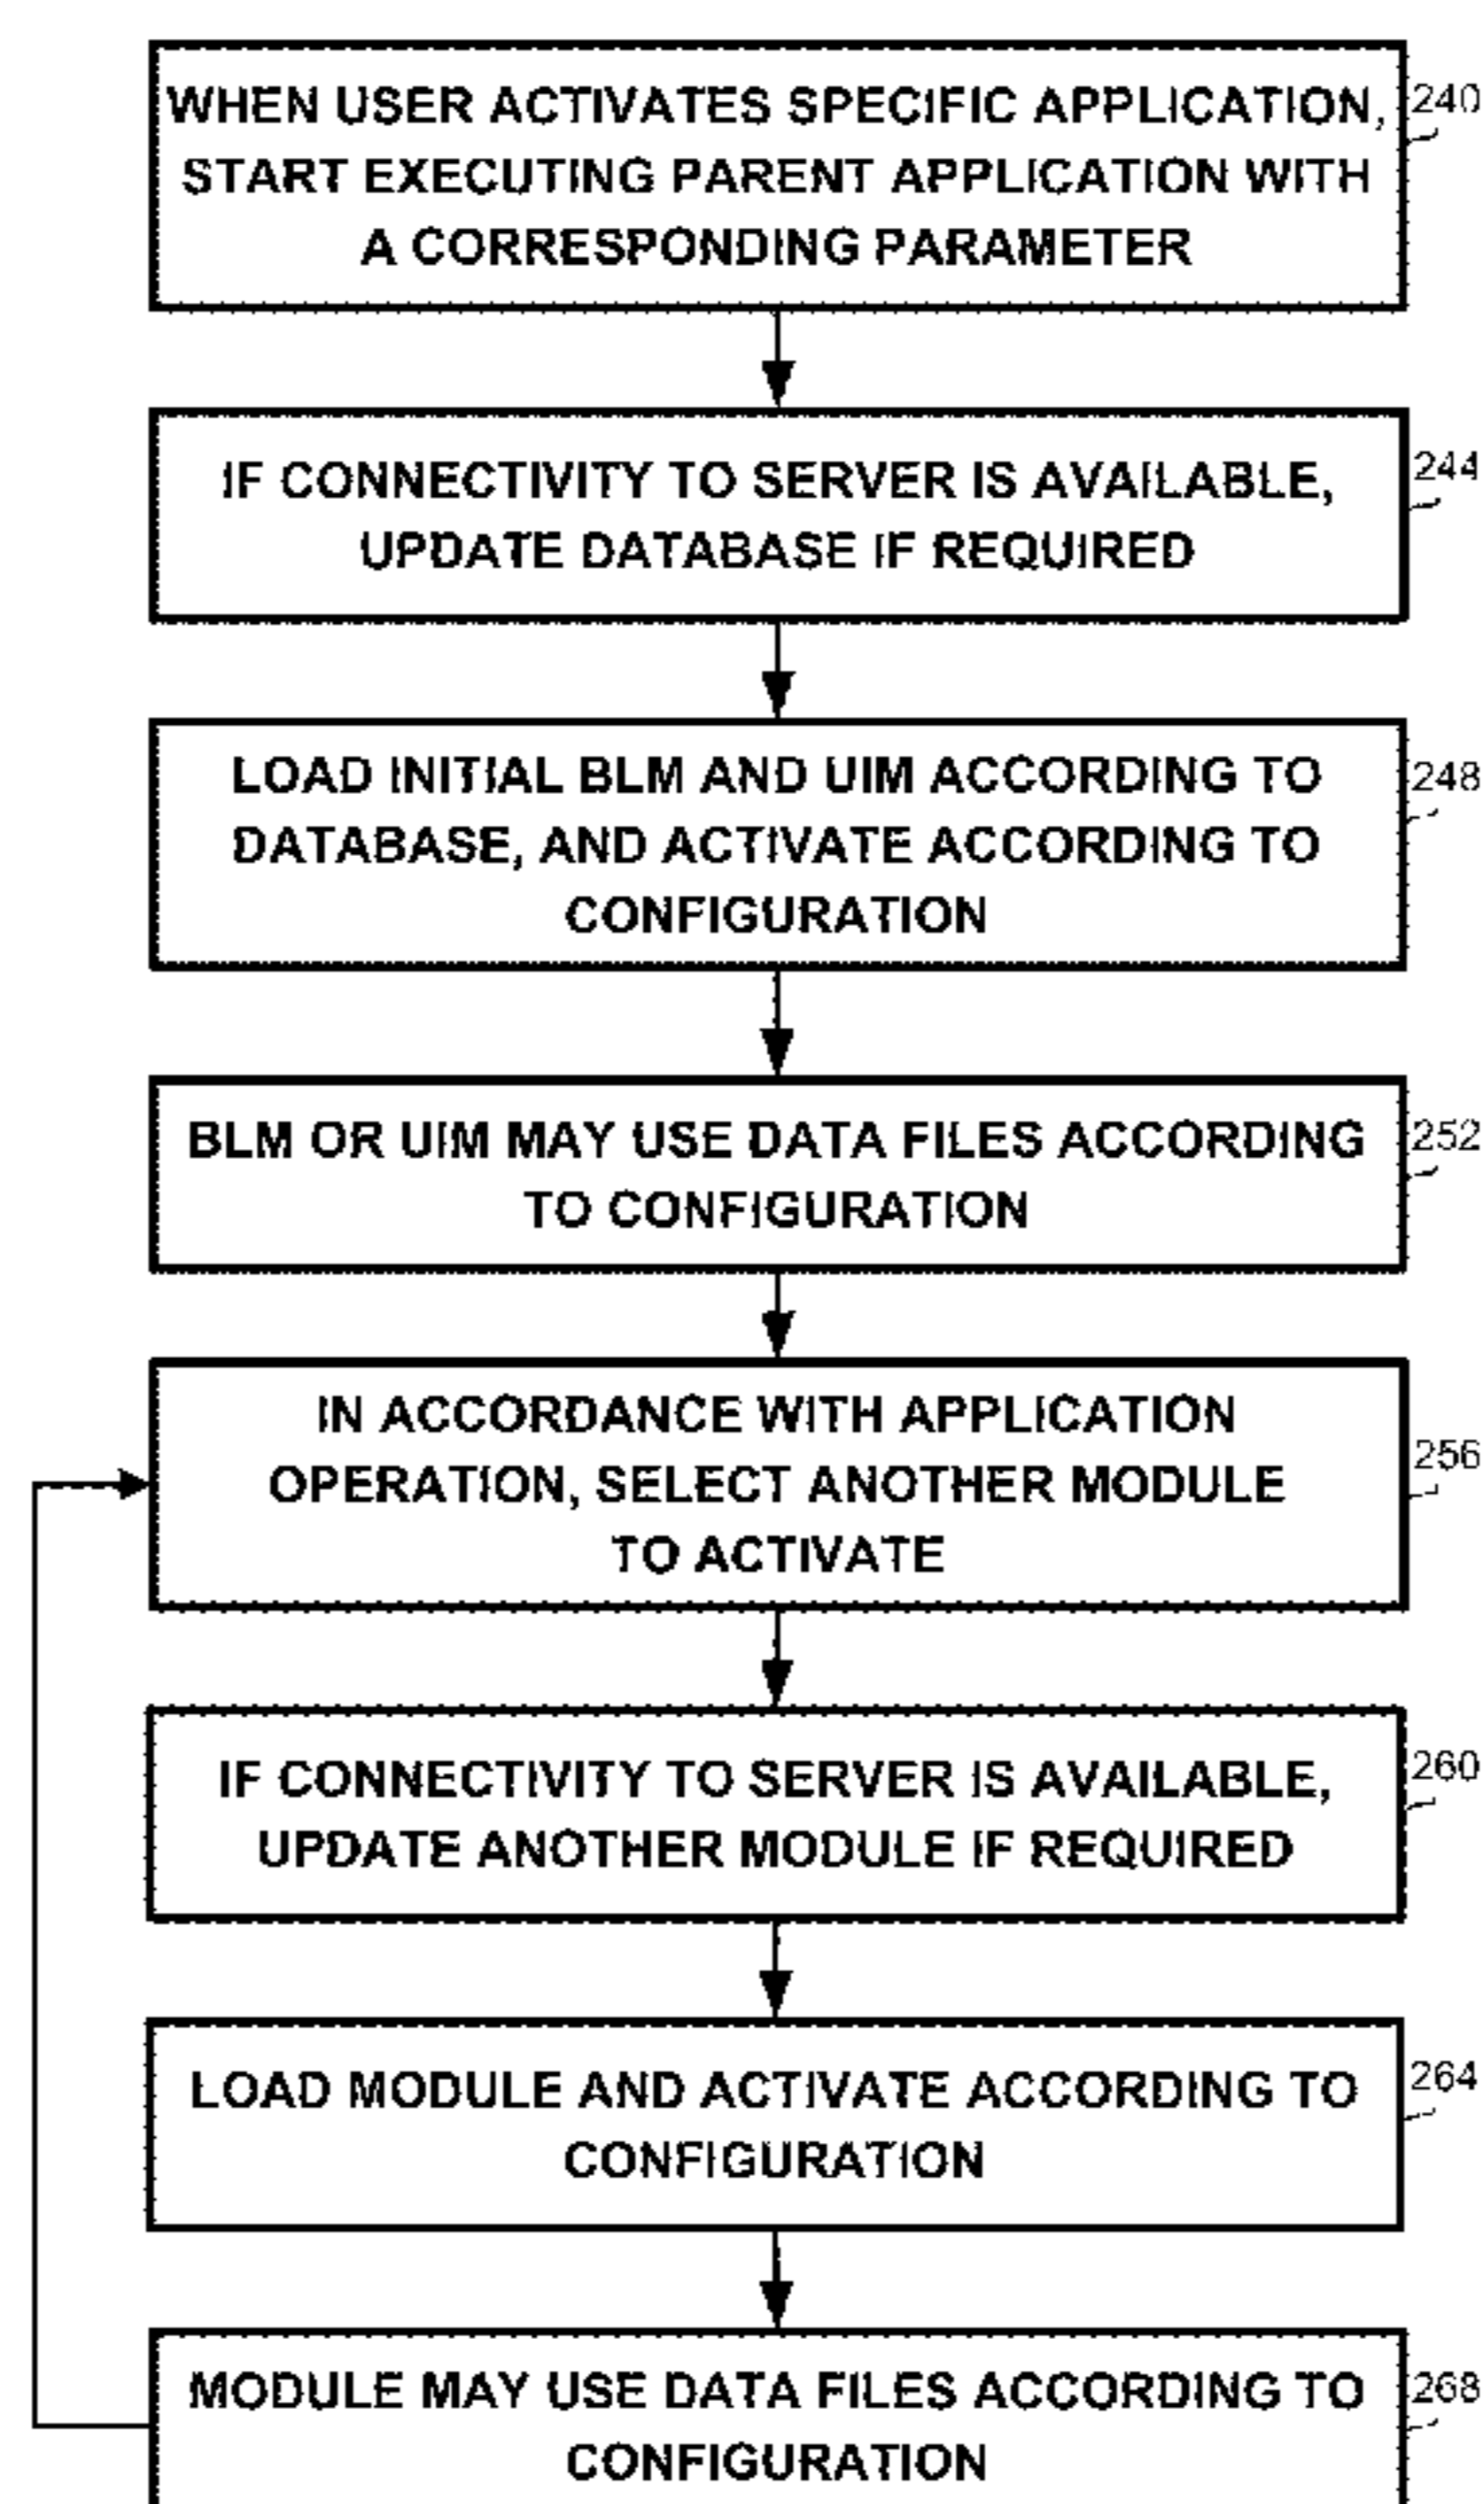 WHEN USER ACTIVATES SPECIFIC APPLICATION,
START EXECUTING PARENT APPLICATION WITH
A CORRESPONDING PARAMETER
240
IF CONNECTIVITY TO SERVER IS AVAILABLE,
UPDATE DATABASE IF REQUIRED
244
LOAD INITIAL BLM AND UIM ACCORDING TO
DATABASE, AND ACTIVATE ACCORDING TO
CONFIGURATION
248
BLM OR UIM MAY USE DATA FILES ACCORDING
TO CONFIGURATION
252
IN ACCORDANCE WITH APPLICATION
OPERATION, SELECT ANOTHER MODULE
TO ACTIVATE
256
IF CONNECTIVITY TO SERVER IS AVAILABLE,
UPDATE ANOTHER MODULE IF REQUIRED
260
LOAD MODULE AND ACTIVATE ACCORDING TO
CONFIGURATION
264
MODULE MAY USE DATA FILES ACCORDING TO
CONFIGURATION
268